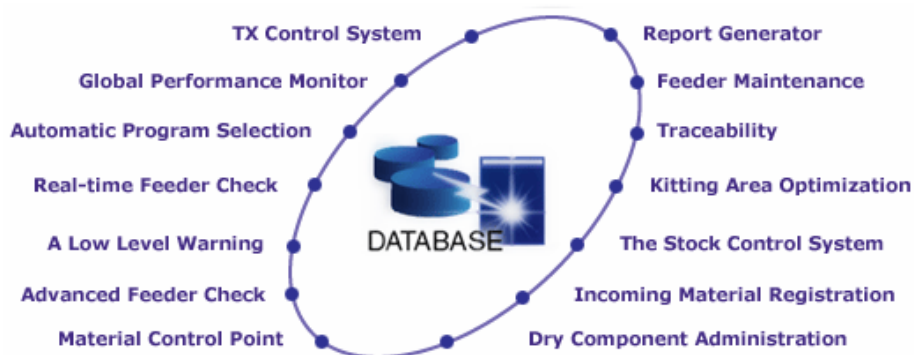 TX Control System
Report Generator
Global Performance Monitor
Feeder Maintenance
Automatic Program Selection
Traceability
Real-time Feeder Check
Kitting Area Optimization
A Low Level Warning
DATABASE
The Stock Control System
Advanced Feeder Check
Incoming Material Registration
Material Control Point
Dry Component Administration